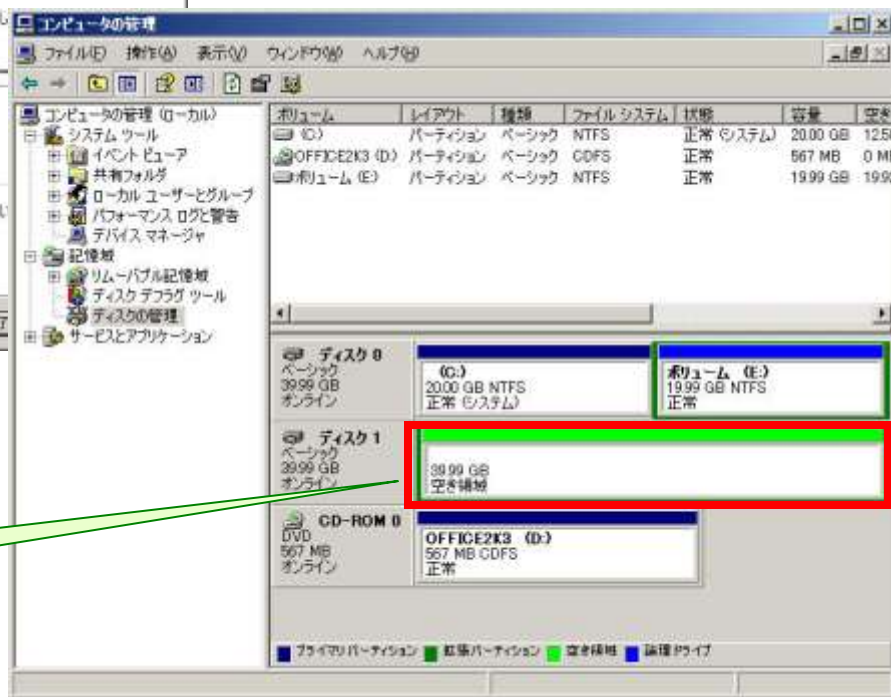 コンピュータの管理
ファイル(F) 操作(A) 表示(V) ウィンドウ(W) ヘルプ(H)
コンピュータの管理 (ローカル)
システム ツール
イベント ビューア
共有フォルダ
ローカル ユーザーとグループ
パフォーマンス ログと警告
デバイス マネージャ
記憶域
リムーバブル記憶域
ディスク デフラグ ツール
ディスクの管理
サービスとアプリケーション
ボリューム レイアウト 種類 ファイル システム 状態 容量 空き
(C:) パーティション ベーシック NTFS 正常 (システム) 20.00 GB 12.5
OFFICE2K3 (D:) パーティション ベーシック CDFS 正常 567 MB 0 M
ボリューム (E:) パーティション ベーシック NTFS 正常 19.99 GB 19.9
ディスク 0
ベーシック
39.99 GB
オンライン
(C:)
20.00 GB NTFS
正常 (システム)
ボリューム (E:)
19.99 GB NTFS
正常
ディスク 1
ベーシック
39.99 GB
オンライン
39.99 GB
空き領域
CD-ROM 0
DVD
567 MB
オンライン
OFFICE2K3 (D:)
567 MB CDFS
正常
プライマリ パーティション 拡張パーティション 空き領域 論理ドライブ